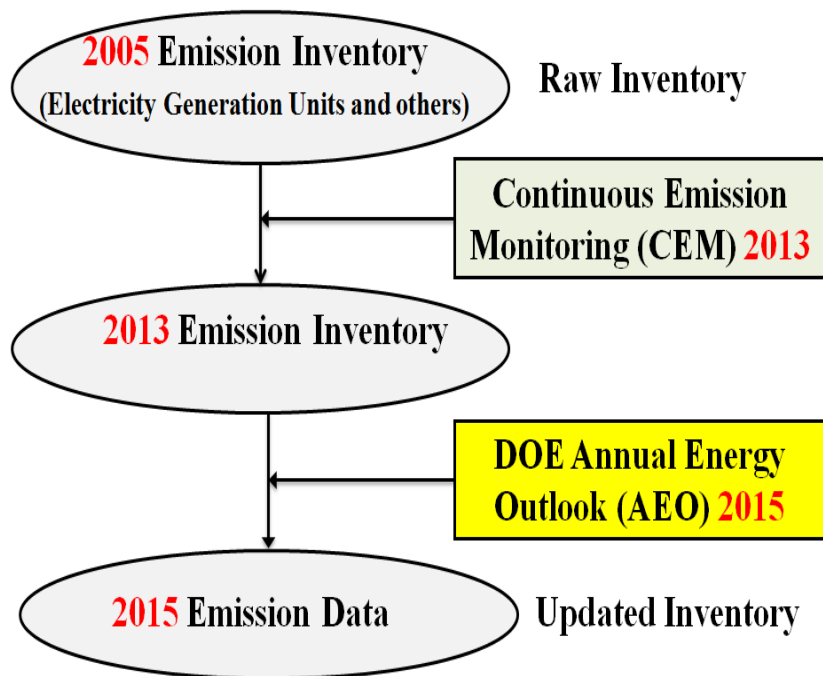 2005 Emission Inventory
(Electricity Generation Units and others)
Raw Inventory
Continuous Emission
Monitoring (CEM) 2013
2013 Emission Inventory
DOE Annual Energy
Outlook (AEO) 2015
2015 Emission Data
Updated Inventory